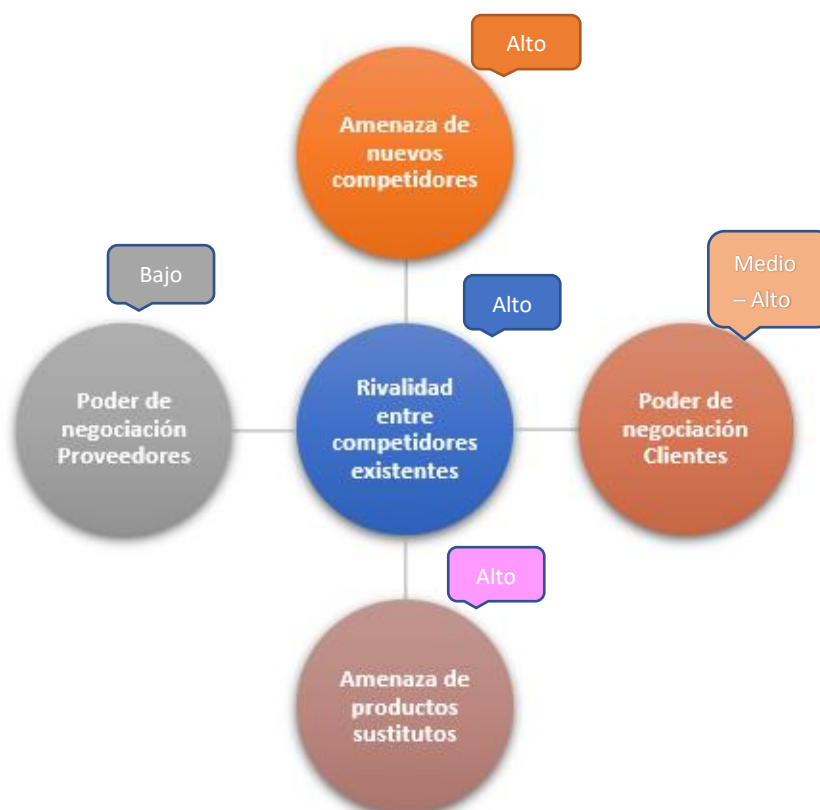 Alto
Amenaza de
nuevos
competidores
Bajo
Alto
Medio
– Alto
Poder de
negociación
Proveedores
Rivalidad
entre
competidores
existentes
Poder de
negociación
Clientes
Alto
Amenaza de
productos
sustitutos